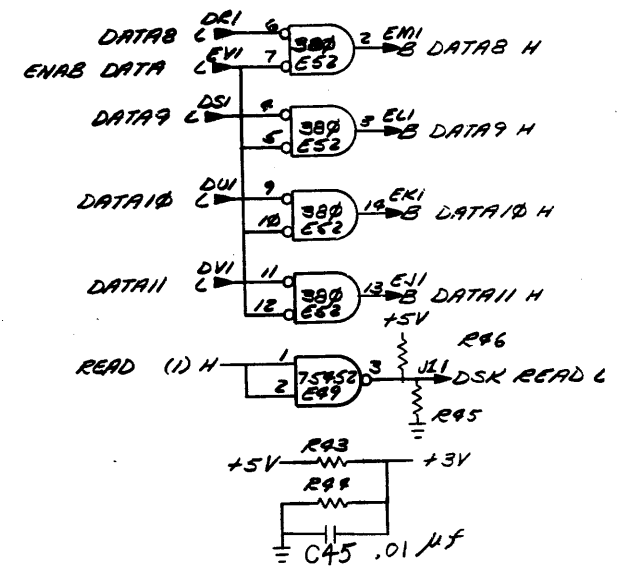 DR1 6 2 EM1
DATA8 L 380 B DATA8 H
EV1 7 E52
ENAB DATA L
DS1 4 3 EL1
DATA9 L 380 B DATA9 H
5 E52
DU1 9 14 EK1
DATA10 L 380 B DATA10 H
10 E52
DV1 11 13 EJ1
DATA11 L 380 B DATA11 H
12 E52
+5V
R46
READ (1) H 1 75452 3 J11 DSK READ L
2 E49
R45
R43
+5V +3V
R44
C45 .01 µf